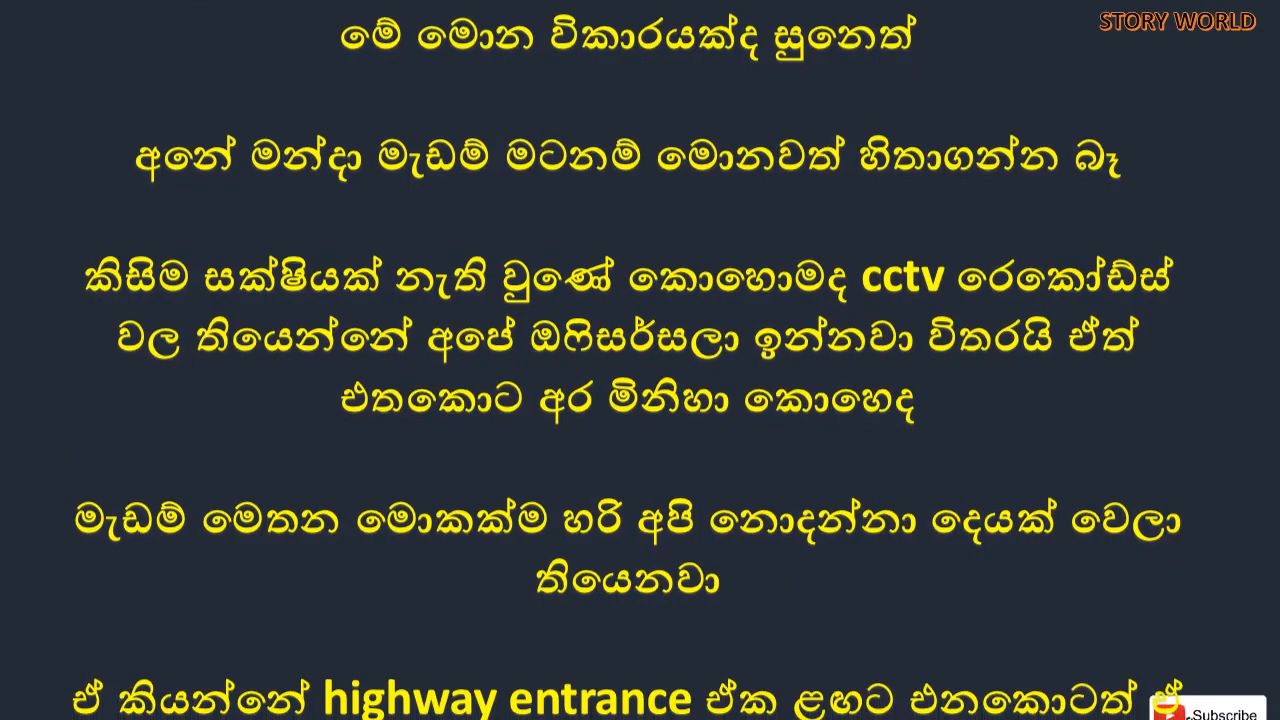 STORY WORLD
මේ මොන විකාරයක්ද සුනෙත්
අනේ මන්දා මැඩම් මටනම් මොනවත් හිතාගන්න බෑ
කිසිම සක්ෂියක් නැති වුණේ කොහොමද cctv රෙකෝඩ්ස්
වල තියෙන්නේ අපේ ඔෆිසර්සලා ඉන්නවා විතරයි ඒත්
එතකොට අර මිනිහා කොහෙද
මැඩම් මෙතන මොකක්ම හරි අපි නොදන්නා දෙයක් වෙලා
තියෙනවා
ඒ කියන්නේ highway entrance ඒක ළඟට එනකොටත් ඒ
Subscribe